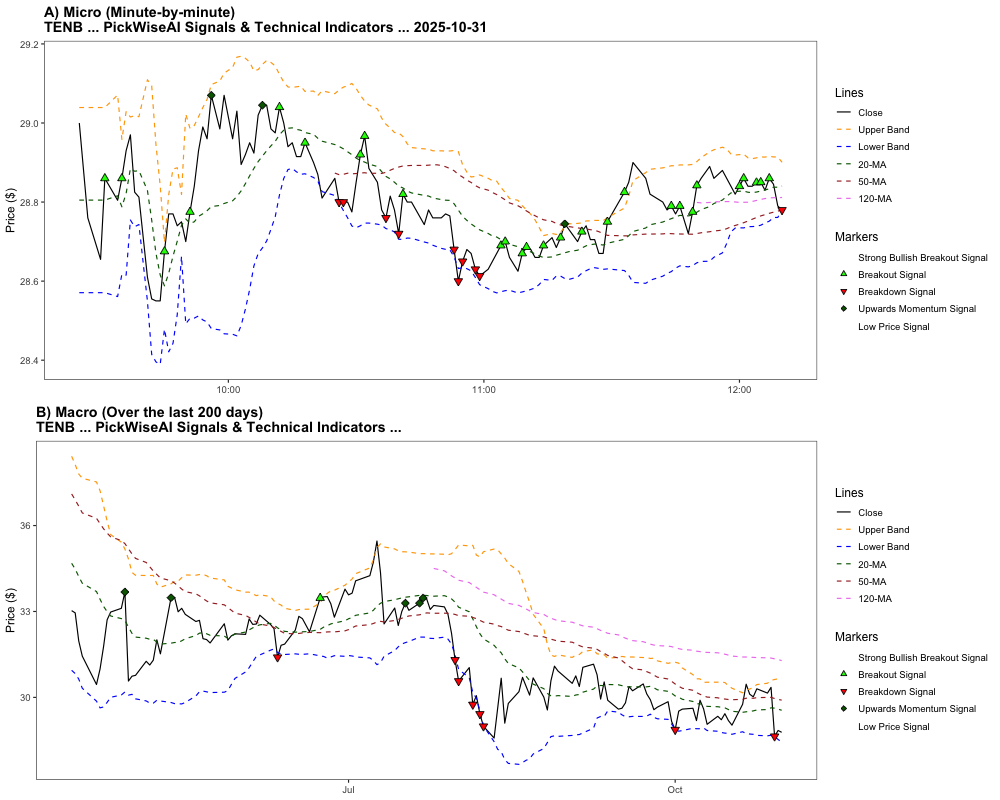 A) Micro (Minute-by-minute)
TENB ... PickWiseAI Signals & Technical Indicators ... 2025-10-31
29.2
29.0
28.8
28.6
28.4
Price ($)
10:00
11:00
12:00
Lines
Close
Upper Band
Lower Band
20-MA
50-MA
120-MA
Markers
Strong Bullish Breakout Signal
Breakout Signal
Breakdown Signal
Upwards Momentum Signal
Low Price Signal
B) Macro (Over the last 200 days)
TENB ... PickWiseAI Signals & Technical Indicators ...
36
33
30
Price ($)
Jul
Oct
Lines
Close
Upper Band
Lower Band
20-MA
50-MA
120-MA
Markers
Strong Bullish Breakout Signal
Breakout Signal
Breakdown Signal
Upwards Momentum Signal
Low Price Signal